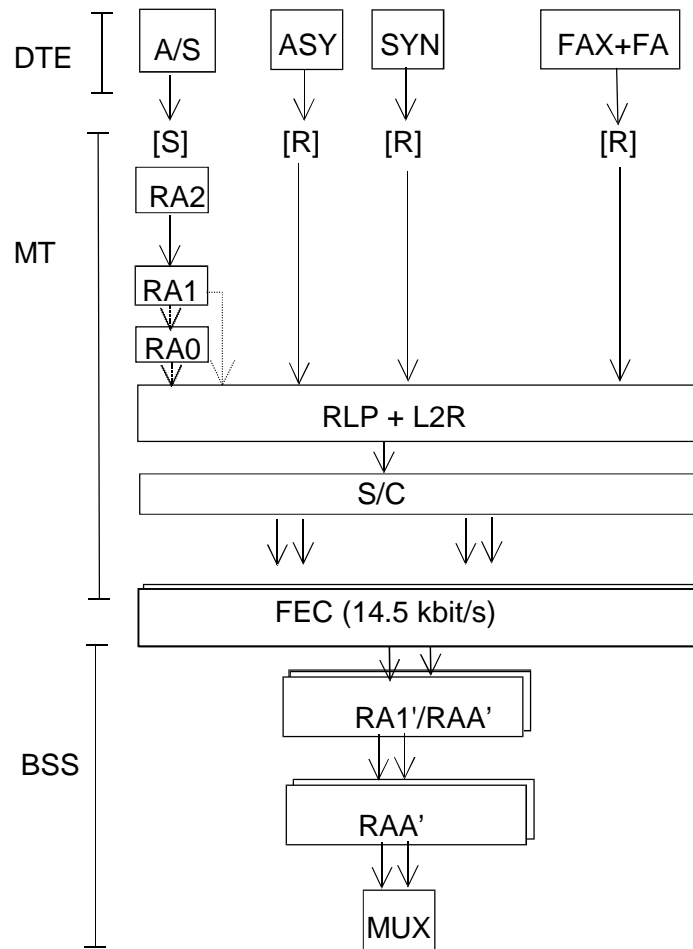 DTE A/S ASY SYN FAX+FA
[S] [R] [R] [R]
RA2
MT
RA1
RA0
RLP + L2R
S/C
FEC (14.5 kbit/s)
RA1'/RAA’
BSS
RAA’
MUX